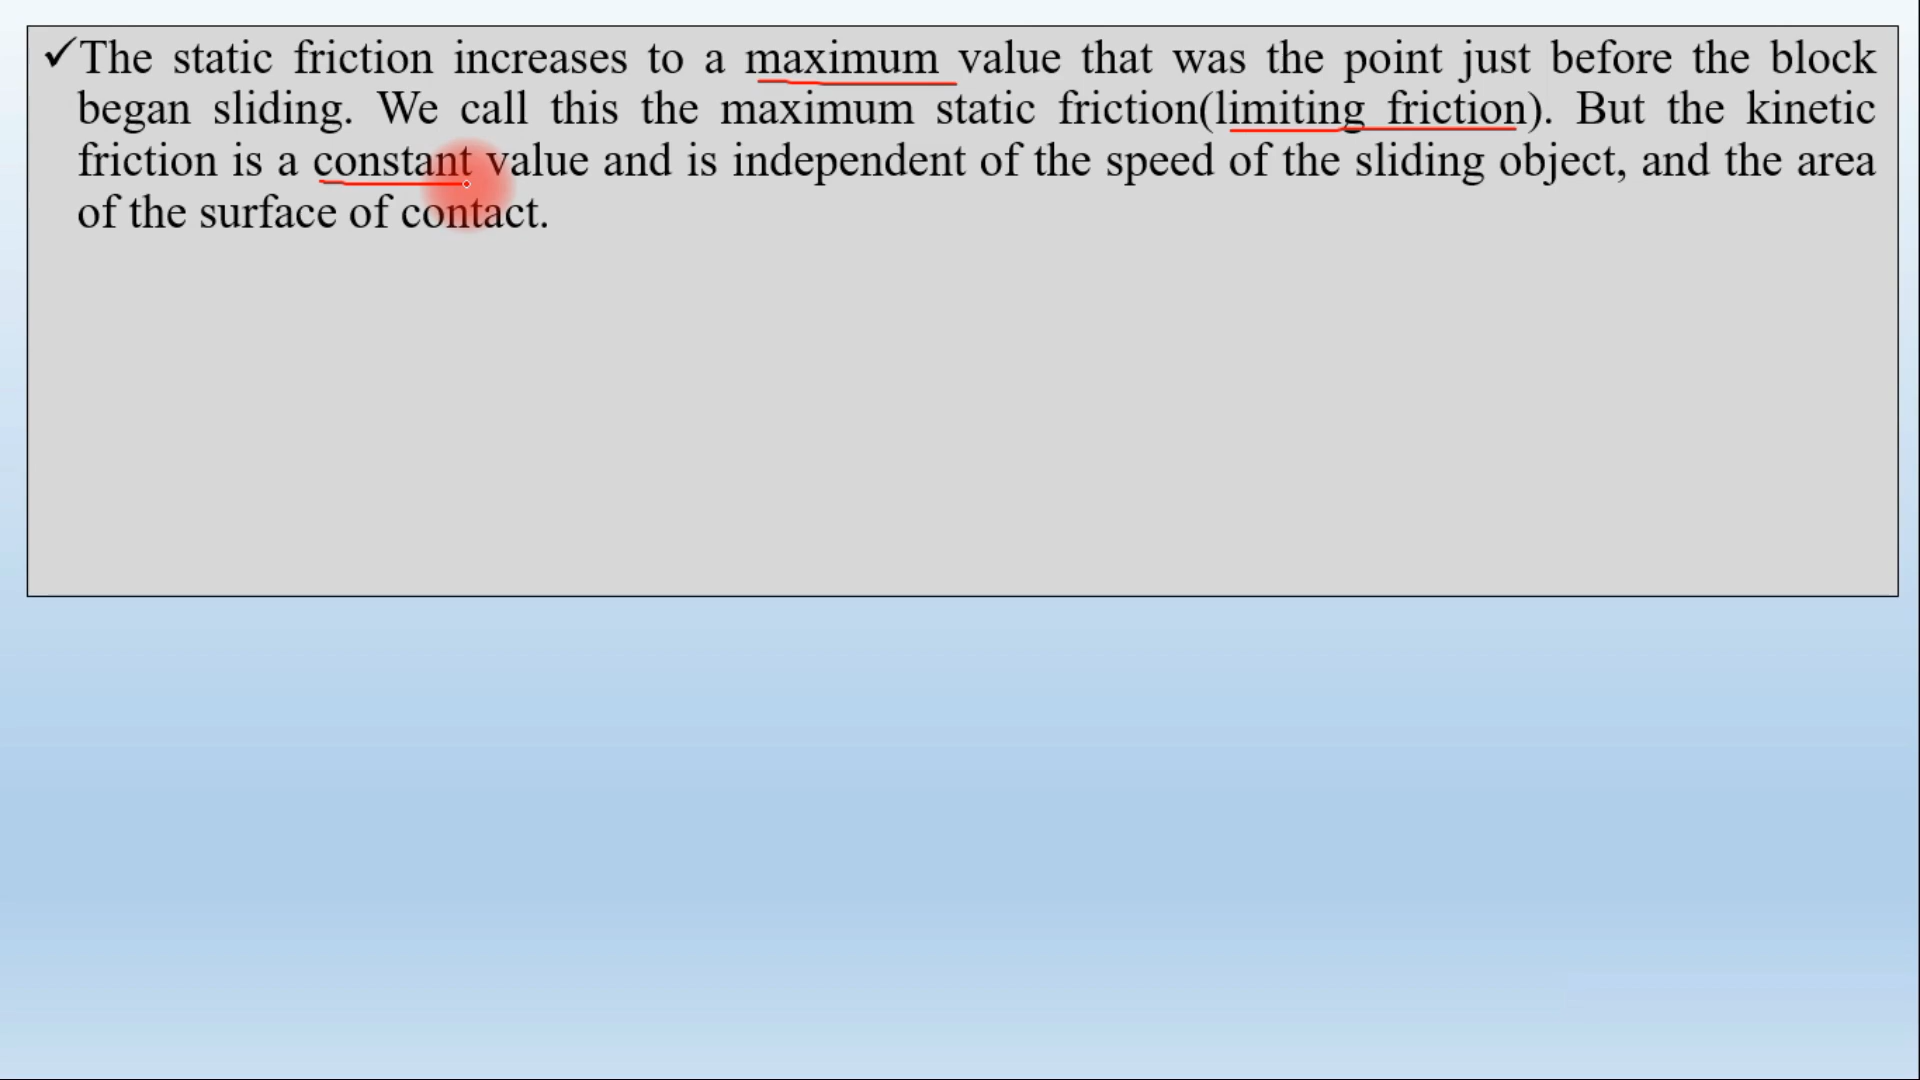 ✓The static friction increases to a maximum value that was the point just before the block
began sliding. We call this the maximum static friction(limiting friction). But the kinetic
friction is a constant value and is independent of the speed of the sliding object, and the area
of the surface of contact.